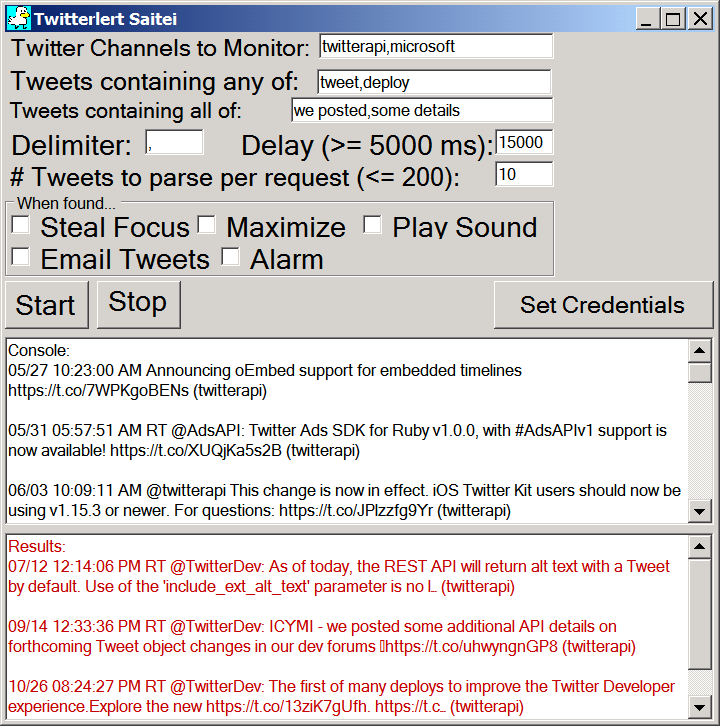 Twitterlert Saitei
Twitter Channels to Monitor: twitterapi,microsoft
Tweets containing any of: tweet,deploy
Tweets containing all of: we posted,some details
Delimiter: , Delay (>= 5000 ms): 15000
# Tweets to parse per request (<= 200): 10
When found...
Steal Focus Maximize Play Sound
Email Tweets Alarm
Start Stop Set Credentials
Console:
05/27 10:23:00 AM Announcing oEmbed support for embedded timelines
https://t.co/7WPKgoBENs (twitterapi)
05/31 05:57:51 AM RT @AdsAPI: Twitter Ads SDK for Ruby v1.0.0, with #AdsAPIv1 support is
now available! https://t.co/XUQjKa5s2B (twitterapi)
06/03 10:09:11 AM @twitterapi This change is now in effect. iOS Twitter Kit users should now be
using v1.15.3 or newer. For questions: https://t.co/JPlzzfg9Yr (twitterapi)
Results:
07/12 12:14:06 PM RT @TwitterDev: As of today, the REST API will return alt text with a Tweet
by default. Use of the 'include_ext_alt_text' parameter is no l… (twitterapi)
09/14 12:33:36 PM RT @TwitterDev: ICYMI - we posted some additional API details on
forthcoming Tweet object changes in our dev forums https://t.co/uhwyngnGP8 (twitterapi)
10/26 08:24:27 PM RT @TwitterDev: The first of many deploys to improve the Twitter Developer
experience.Explore the new https://t.co/13ziK7gUfh. https://t.c… (twitterapi)